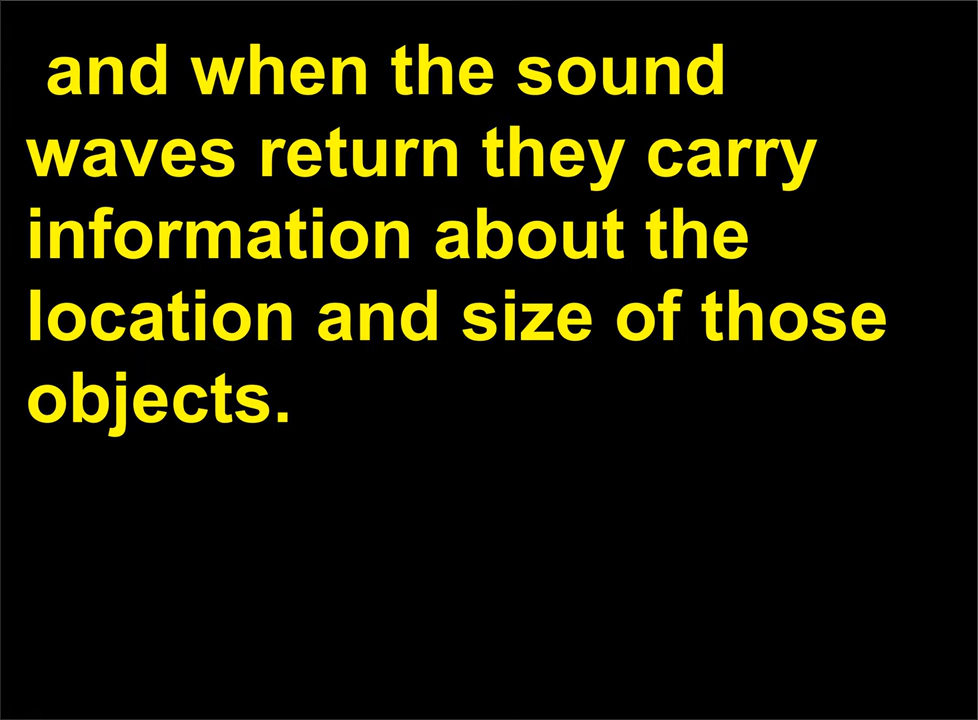 and when the sound
waves return they carry
information about the
location and size of those
objects.